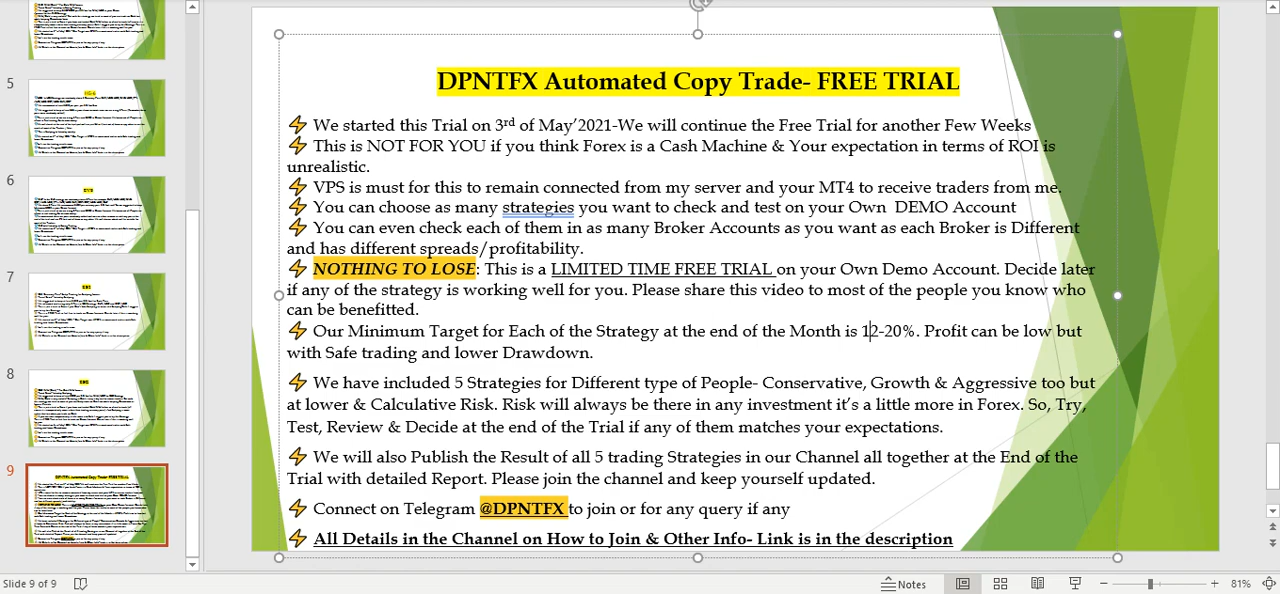 DPNTFX Automated Copy Trade- FREE TRIAL
⚡ We started this Trial on 3rd of May’2021-We will continue the Free Trial for another Few Weeks
⚡ This is NOT FOR YOU if you think Forex is a Cash Machine & Your expectation in terms of ROI is
unrealistic.
⚡ VPS is must for this to remain connected from my server and your MT4 to receive traders from me.
⚡ You can choose as many strategies you want to check and test on your Own DEMO Account
⚡ You can even check each of them in as many Broker Accounts as you want as each Broker is Different
and has different spreads/profitability.
⚡ NOTHING TO LOSE: This is a LIMITED TIME FREE TRIAL on your Own Demo Account. Decide later
if any of the strategy is working well for you. Please share this video to most of the people you know who
can be benefitted.
⚡ Our Minimum Target for Each of the Strategy at the end of the Month is 12-20%. Profit can be low but
with Safe trading and lower Drawdown.
⚡ We have included 5 Strategies for Different type of People- Conservative, Growth & Aggressive too but
at lower & Calculative Risk. Risk will always be there in any investment it’s a little more in Forex. So, Try,
Test, Review & Decide at the end of the Trial if any of them matches your expectations.
⚡ We will also Publish the Result of all 5 trading Strategies in our Channel all together at the End of the
Trial with detailed Report. Please join the channel and keep yourself updated.
⚡ Connect on Telegram @DPNTFX to join or for any query if any
⚡ All Details in the Channel on How to Join & Other Info- Link is in the description
5
6
7
8
9
Slide 9 of 9
Notes
81%